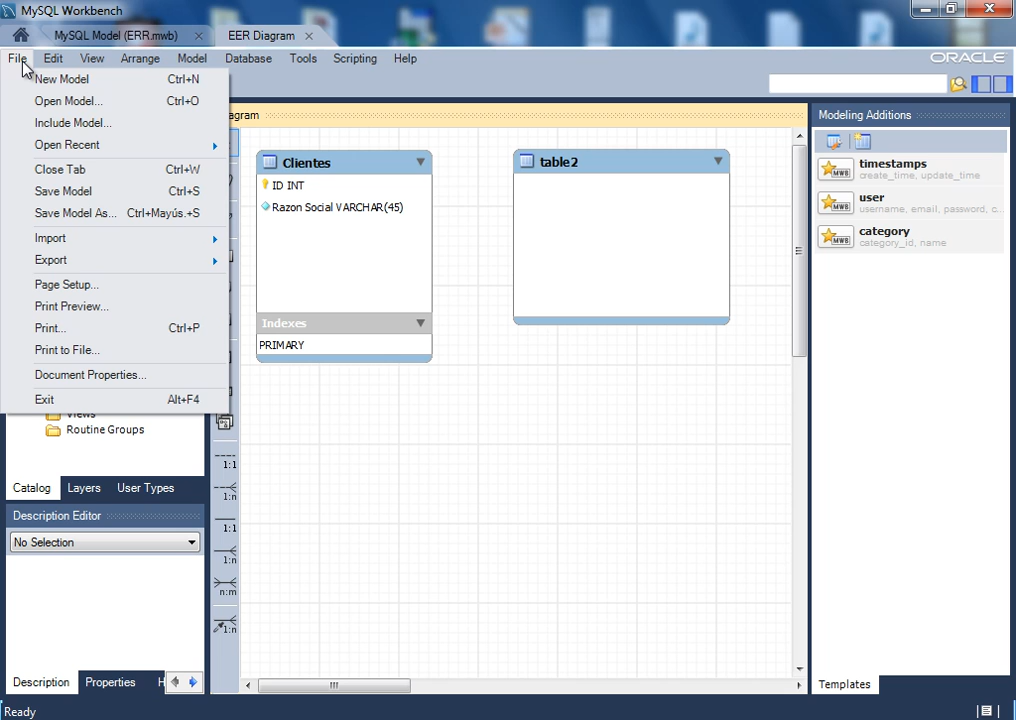 MySQL Workbench
MySQL Model (ERR.mwb) ×
EER Diagram ×
File Edit View Arrange Model Database Tools Scripting Help
ORACLE
New Model Ctrl+N
Open Model... Ctrl+O
Include Model...
Open Recent
Close Tab Ctrl+W
Save Model Ctrl+S
Save Model As... Ctrl+Mayús.+S
Import
Export
Page Setup...
Print Preview...
Print... Ctrl+P
Print to File...
Document Properties...
Exit Alt+F4
Views
Routine Groups
Catalog Layers User Types
Description Editor
No Selection
Description Properties H
Ready
agram
1:1
1:n
1:1
1:n
n:m
1:n
Clientes
ID INT
Razon Social VARCHAR(45)
Indexes
PRIMARY
table2
Modeling Additions
MWB
timestamps
create_time, update_time
MWB
user
username, email, password, c...
MWB
category
category_id, name
Templates